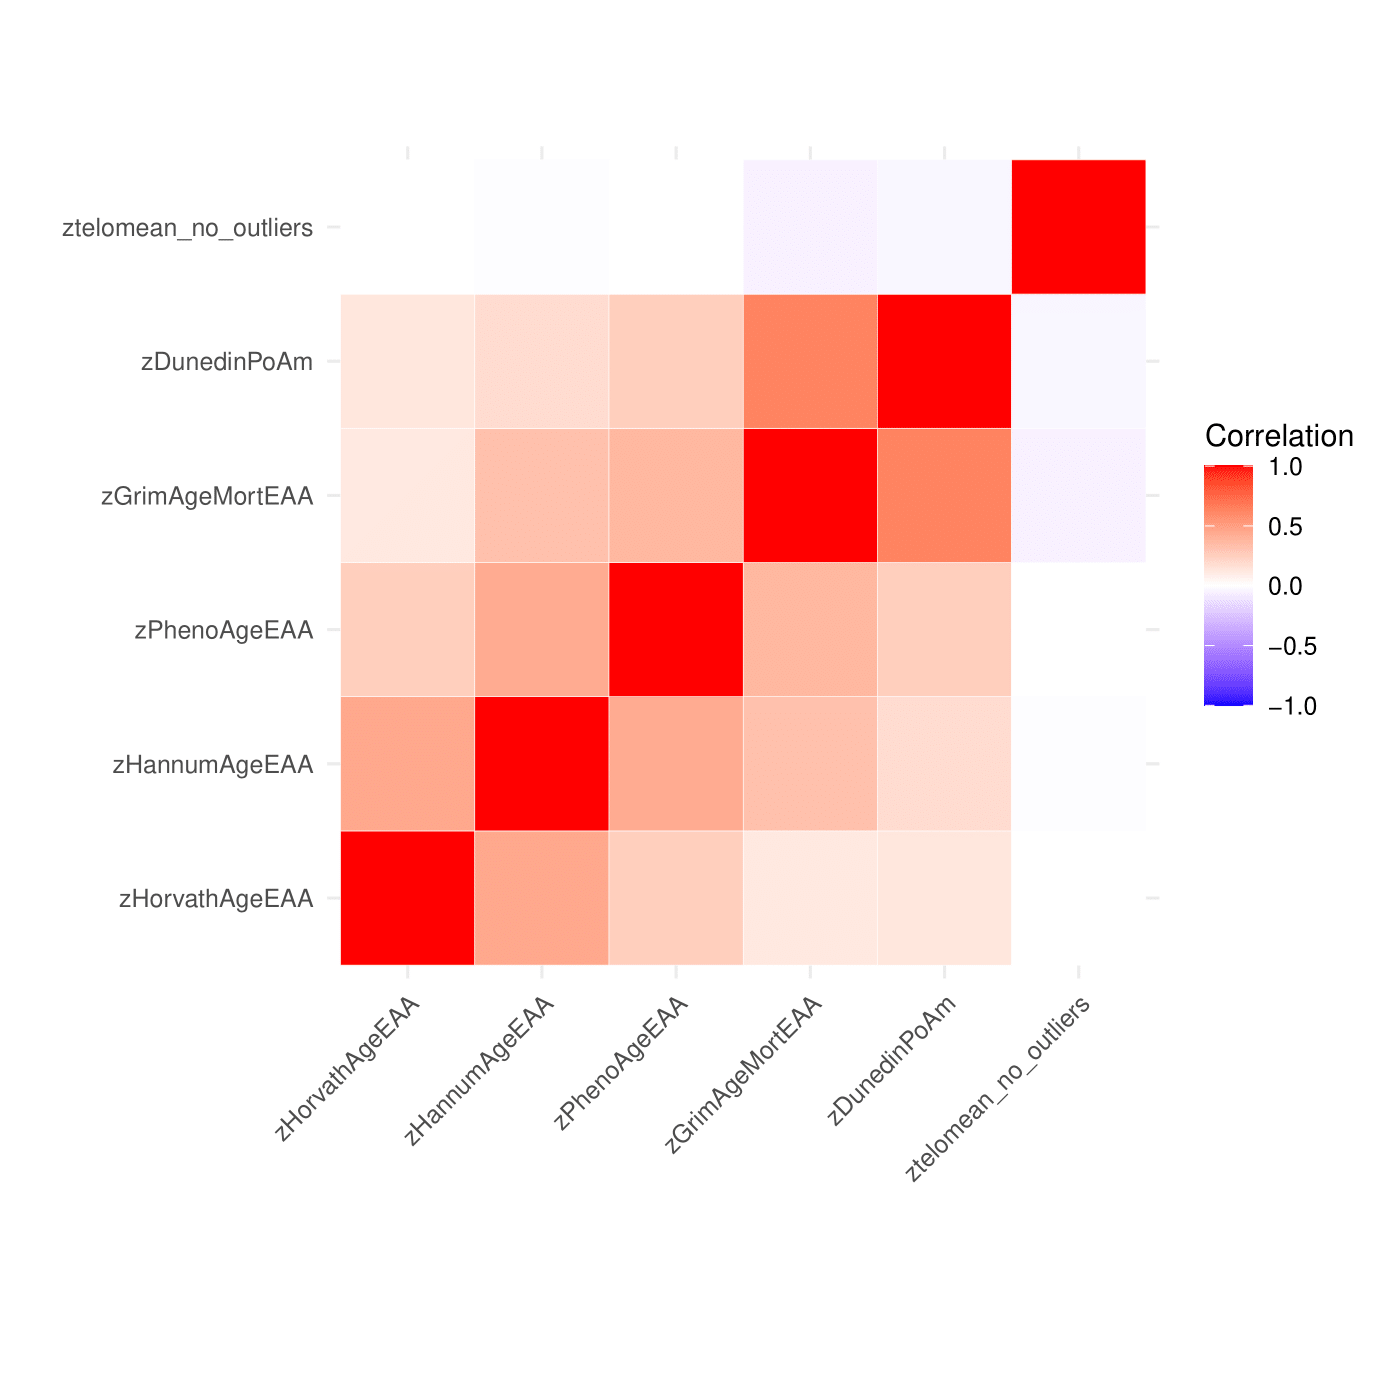 ztelomean_no_outliers
zDunedinPoAm
zGrimAgeMortEAA
zPhenoAgeEAA
zHannumAgeEAA
zHorvathAgeEAA
zHorvathAgeEAA
zHannumAgeEAA
zPhenoAgeEAA
zGrimAgeMortEAA
zDunedinPoAm
ztelomean_no_outliers
Correlation
1.0
0.5
0.0
−0.5
−1.0